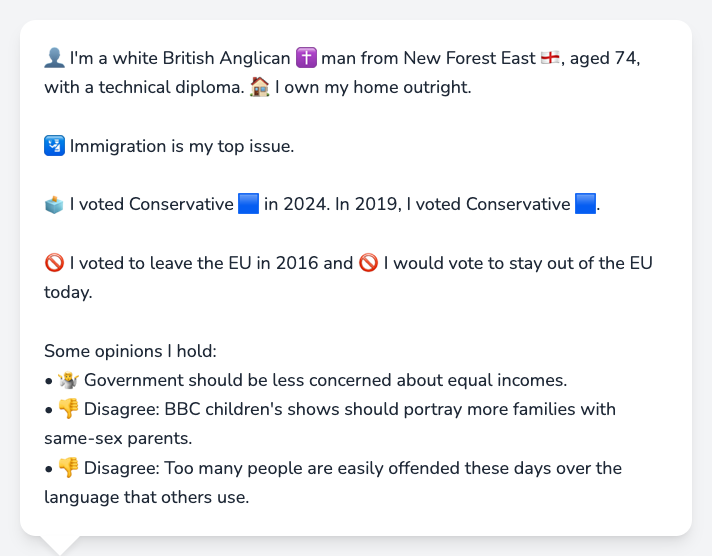 👤 I'm a white British Anglican ✝️ man from New Forest East 🏴󠁧󠁢󠁥󠁮󠁧󠁿, aged 74,
with a technical diploma. 🏠 I own my home outright.
🛂 Immigration is my top issue.
🗳️ I voted Conservative 🟦 in 2024. In 2019, I voted Conservative 🟦.
🚫 I voted to leave the EU in 2016 and 🚫 I would vote to stay out of the EU
today.
Some opinions I hold:
• 🤷 Government should be less concerned about equal incomes.
• 👎 Disagree: BBC children's shows should portray more families with
same-sex parents.
• 👎 Disagree: Too many people are easily offended these days over the
language that others use.